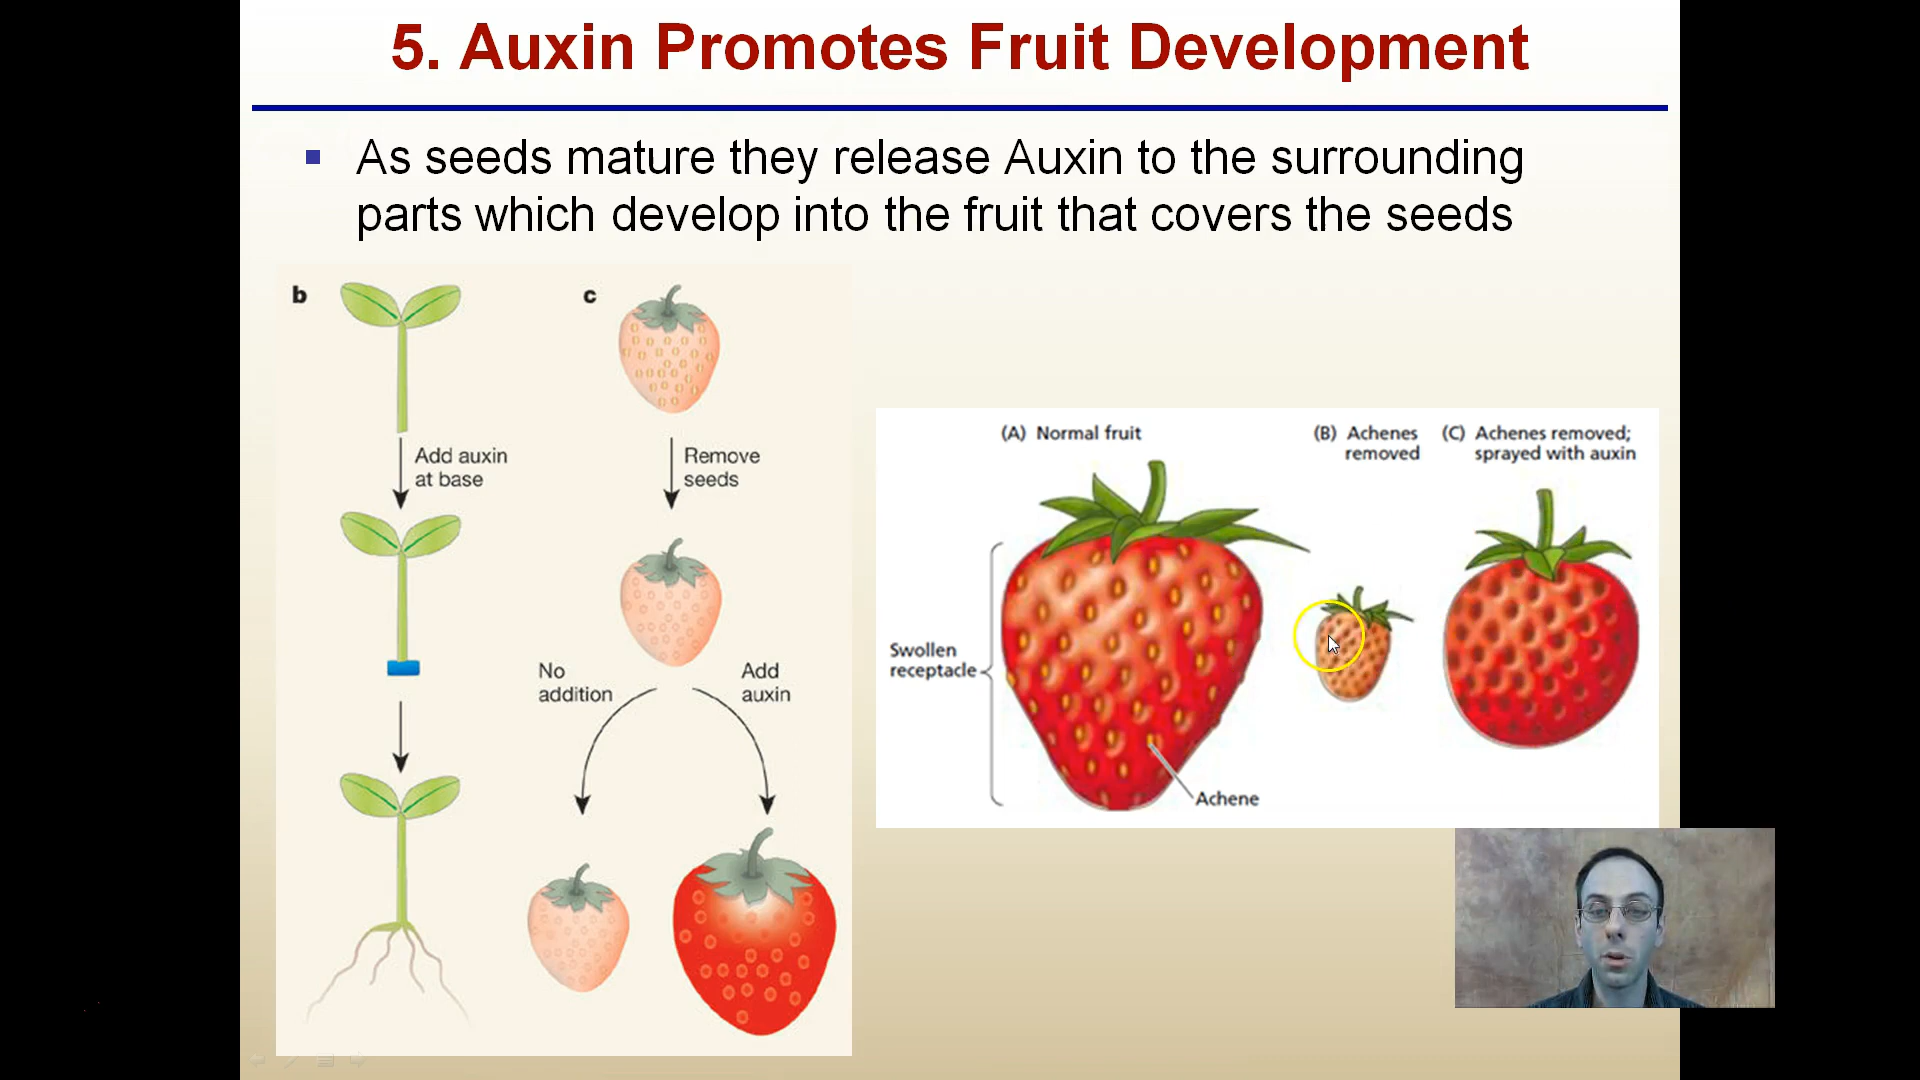 5. Auxin Promotes Fruit Development
As seeds mature they release Auxin to the surrounding
parts which develop into the fruit that covers the seeds
b
Add auxin
at base
c
Remove
seeds
No
addition
Add
auxin
(A) Normal fruit
(B) Achenes
removed
(C) Achenes removed;
sprayed with auxin
Swollen
receptacle
Achene